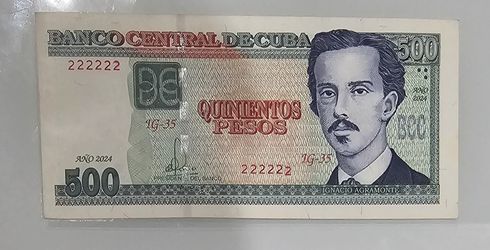 BANCO CENTRAL DE CUBA 500
222222
QUINIENTOS
PESOS
AÑO
2024
BCC
IG-35
IG-35
AÑO 2024
222222
500
IGNACIO AGRAMONTE